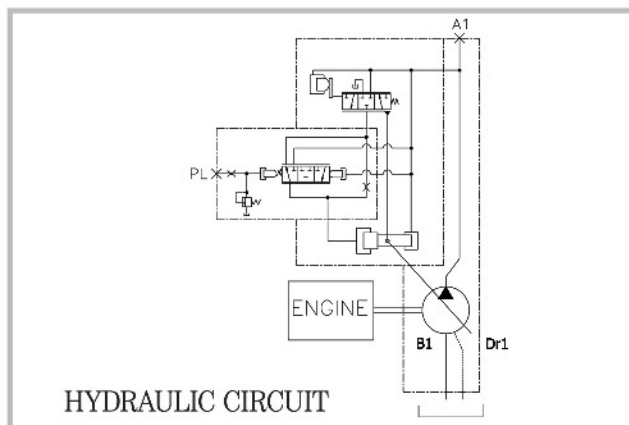 A1
PL
ENGINE
B1
Dr1
HYDRAULIC CIRCUIT